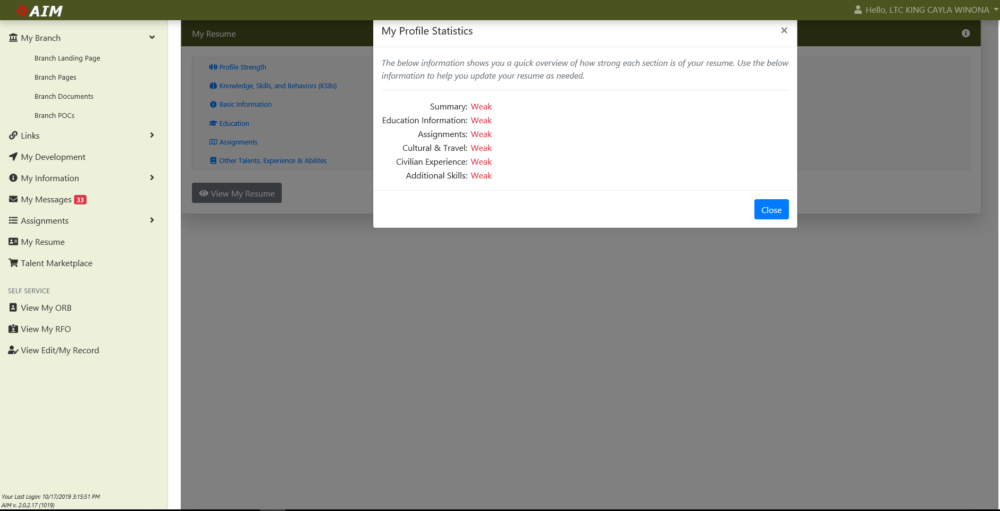 AIM
Hello, LTC KING CAYLA WINONA
My Branch
Branch Landing Page
Branch Pages
Branch Documents
Branch POCs
Links
My Development
My Information
My Messages 33
Assignments
My Resume
Talent Marketplace
SELF SERVICE
View My ORB
View My RFO
View Edit/My Record
Your Last Login: 10/17/2019 3:15:51 PM
AIM v. 2.0.2.17 (1019)
My Resume
Profile Strength
Knowledge, Skills, and Behaviors (KSBs)
Basic Information
Education
Assignments
Other Talents, Experience & Abilites
View My Resume
My Profile Statistics
×
The below information shows you a quick overview of how strong each section is of your resume. Use the below
information to help you update your resume as needed.
Summary: Weak
Education Information: Weak
Assignments: Weak
Cultural & Travel: Weak
Civilian Experience: Weak
Additional Skills: Weak
Close